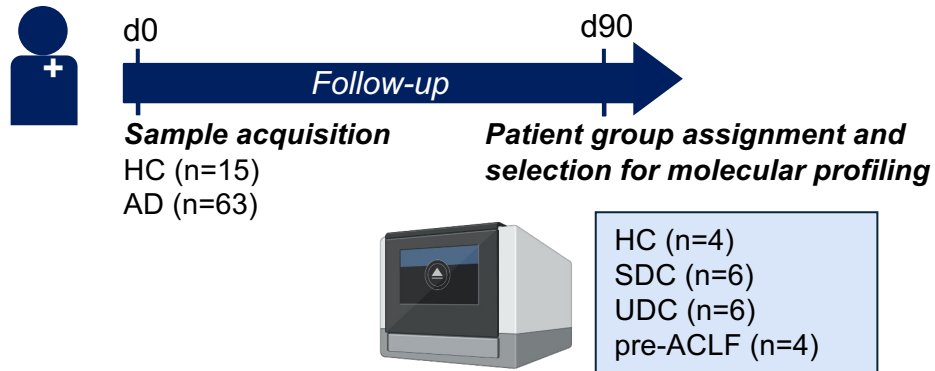 d0
d90
Follow-up
Sample acquisition
HC (n=15)
AD (n=63)
Patient group assignment and
selection for molecular profiling
HC (n=4)
SDC (n=6)
UDC (n=6)
pre-ACLF (n=4)